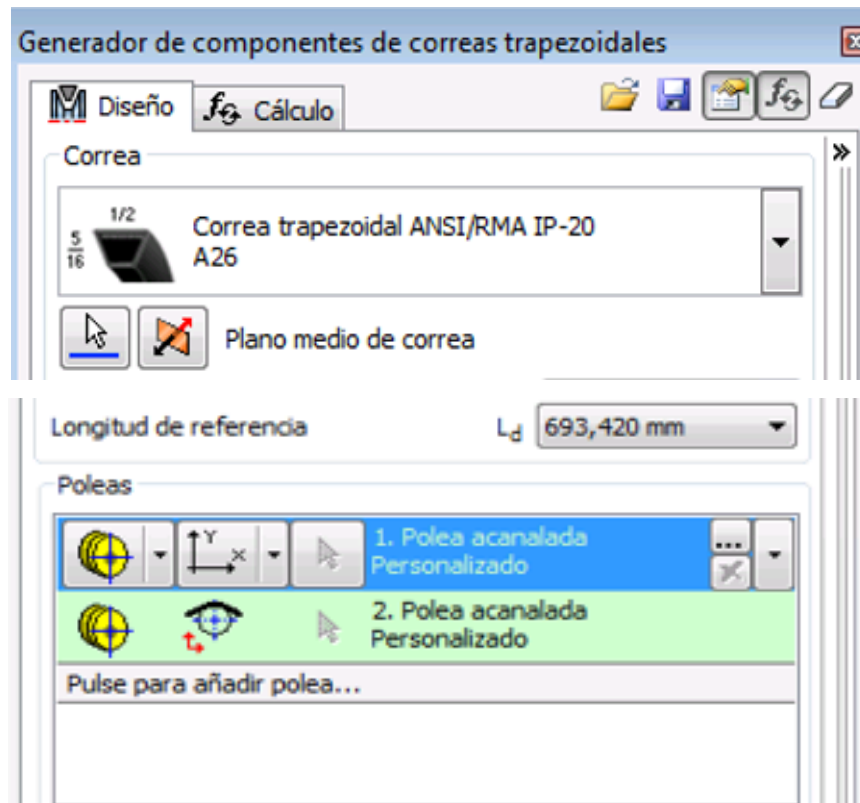 Generador de componentes de correas trapezoidales
Diseño
Cálculo
Correa
1/2
5/16
Correa trapezoidal ANSI/RMA IP-20
A26
Plano medio de correa
Longitud de referencia Ld 693,420 mm
Poleas
1. Polea acanalada
Personalizado
2. Polea acanalada
Personalizado
Pulse para añadir polea...